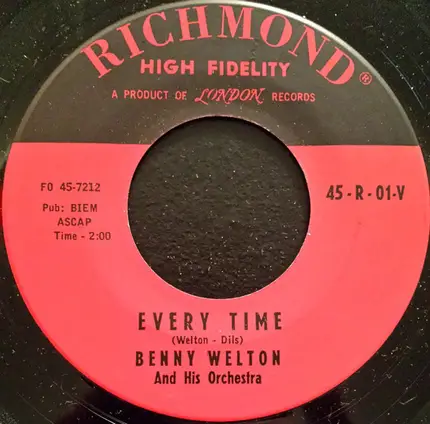 RICHMOND®
HIGH FIDELITY
A PRODUCT OF LONDON RECORDS
FO 45-7212
45-R-01-V
Pub: BIEM
ASCAP
Time - 2:00
EVERY TIME
(Welton - Dils)
BENNY WELTON
And His Orchestra